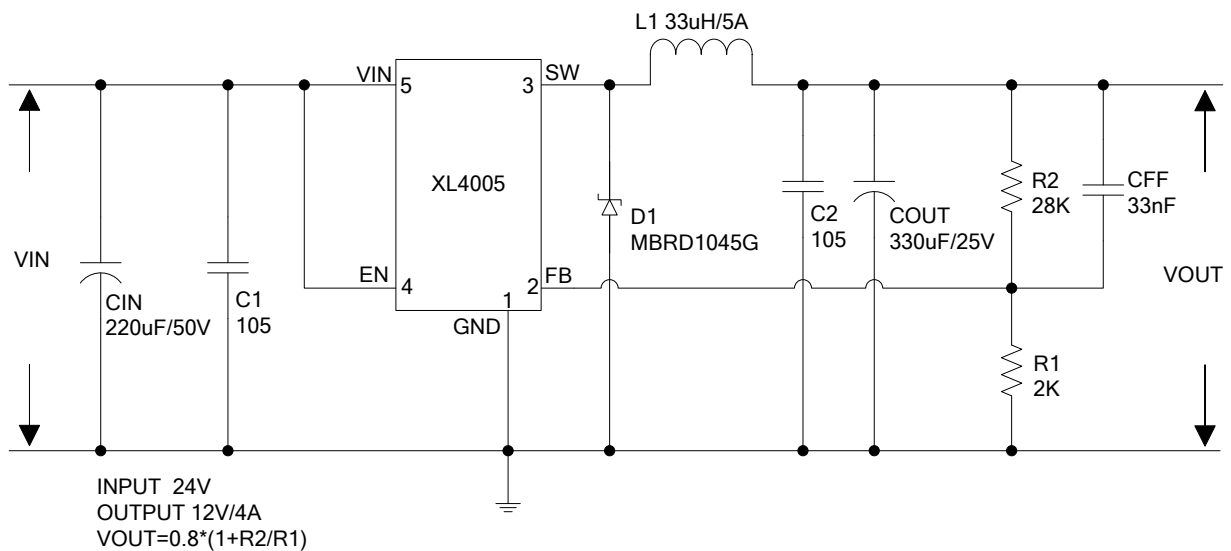 L1 33uH/5A
VIN
5
3
SW
XL4005
EN
4
2
FB
1
GND
VIN
CIN
220uF/50V
C1
105
D1
MBRD1045G
C2
105
COUT
330uF/25V
R2
28K
CFF
33nF
VOUT
R1
2K
INPUT 24V
OUTPUT 12V/4A
VOUT=0.8*(1+R2/R1)